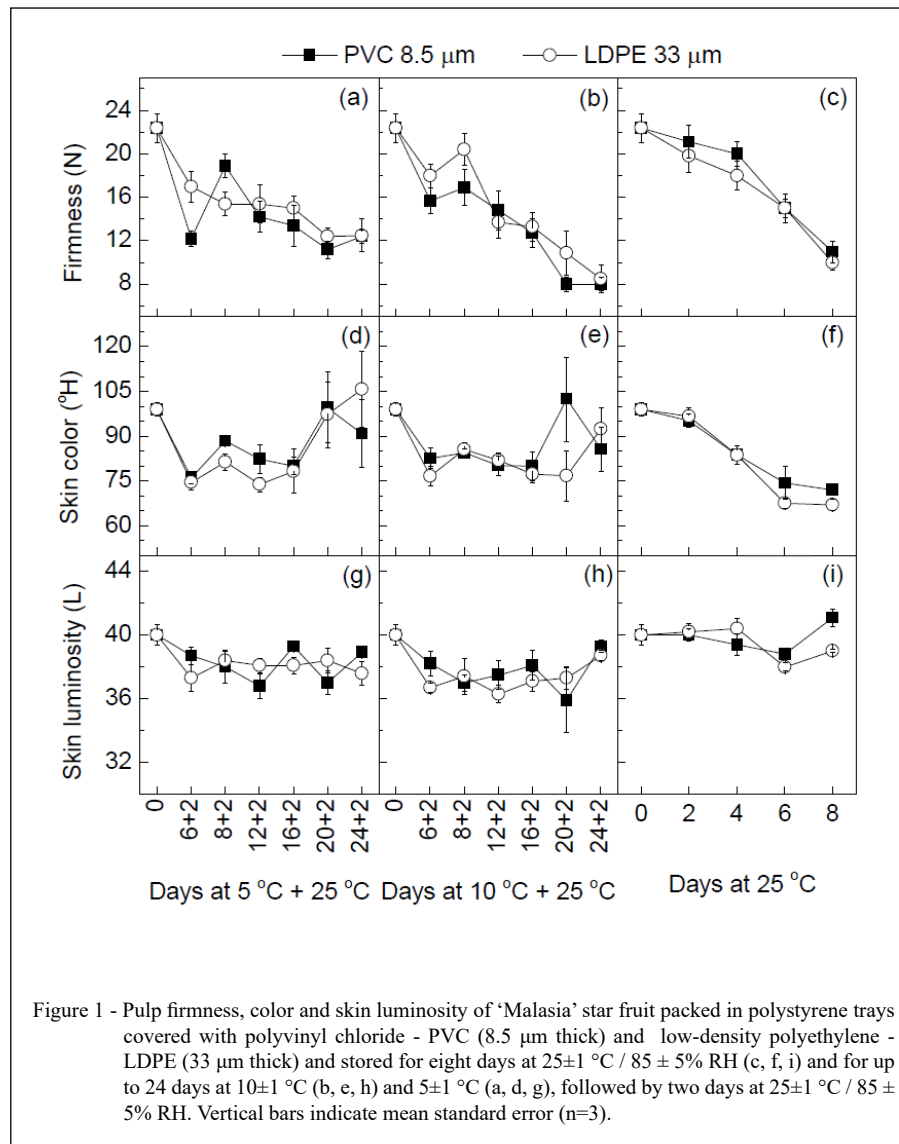 PVC 8.5 μm LDPE 33 μm
(a) (b) (c)
24
20
16
12
8
Firmness (N)
(d) (e) (f)
120
105
90
75
60
Skin color (ºH)
(g) (h) (i)
44
40
36
32
Skin luminosity (L)
0 6+2 8+2 12+2 16+2 20+2 24+2
0 6+2 8+2 12+2 16+2 20+2 24+2
0 2 4 6 8
Days at 5 ºC + 25 ºC Days at 10 ºC + 25 ºC Days at 25 ºC
Figure 1 - Pulp firmness, color and skin luminosity of ‘Malasia’ star fruit packed in polystyrene trays
covered with polyvinyl chloride - PVC (8.5 μm thick) and low-density polyethylene -
LDPE (33 μm thick) and stored for eight days at 25±1 °C / 85 ± 5% RH (c, f, i) and for up
to 24 days at 10±1 °C (b, e, h) and 5±1 °C (a, d, g), followed by two days at 25±1 °C / 85 ±
5% RH. Vertical bars indicate mean standard error (n=3).